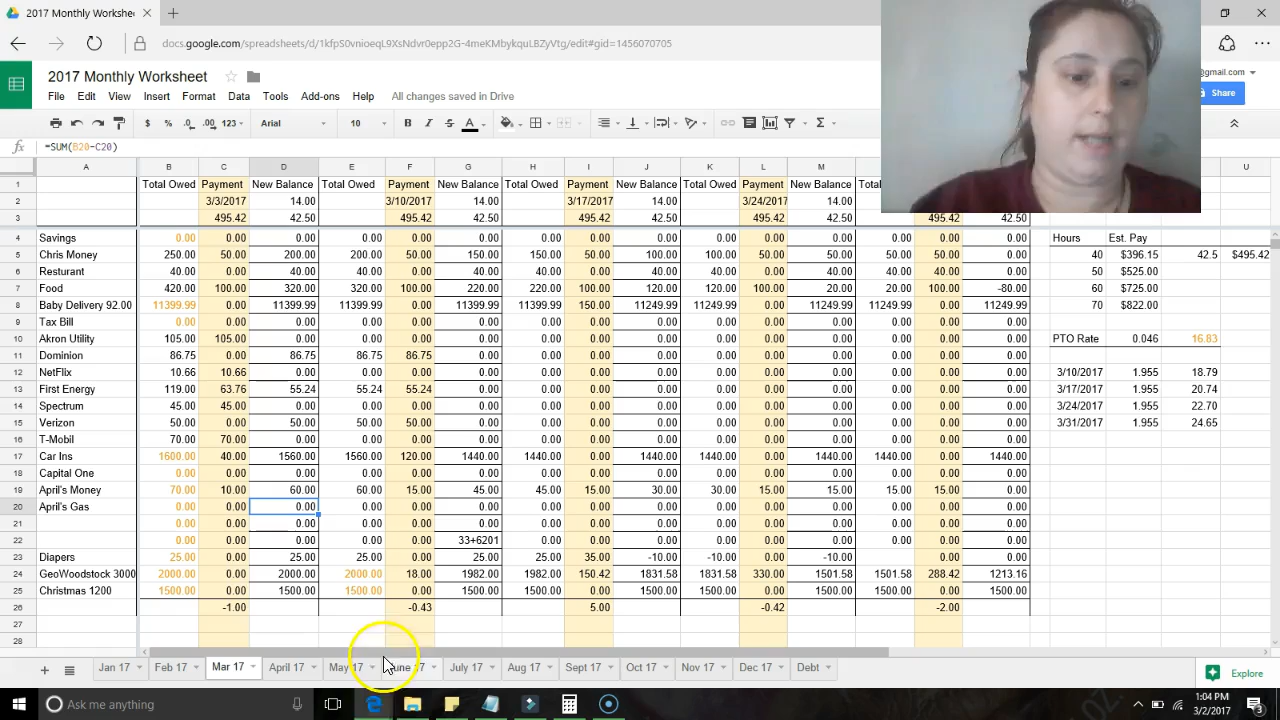 2017 Monthly Workshee
docs.google.com/spreadsheets/d/1kfpS0vnioeqL9XsNdvr0epp2G-4meKMbykquLBZyVtg/edit#gid=1456070705
2017 Monthly Worksheet
@gmail.com
File Edit View Insert Format Data Tools Add-ons Help All changes saved in Drive
Share
$ % .0 .00 123 Arial 10 B I S A
fx =SUM(B20-C20)
A B C D E F G H I J K L M U
1 Total Owed Payment New Balance Total Owed Payment New Balance Total Owed Payment New Balance Total Owed Payment New Balance Total
2 3/3/2017 14.00 3/10/2017 14.00 3/17/2017 14.00 3/24/2017 14.00
3 495.42 42.50 495.42 42.50 495.42 42.50 495.42 42.50 495.42 42.50
4 Savings 0.00 0.00 0.00 0.00 0.00 0.00 0.00 0.00 0.00 0.00 0.00 0.00 0.00 0.00 0.00 Hours Est. Pay
5 Chris Money 250.00 50.00 200.00 200.00 50.00 150.00 150.00 50.00 100.00 100.00 50.00 50.00 50.00 50.00 0.00 40 $396.15 42.5 $495.42
6 Resturant 40.00 0.00 40.00 40.00 0.00 40.00 40.00 0.00 40.00 40.00 0.00 40.00 40.00 40.00 0.00 50 $525.00
7 Food 420.00 100.00 320.00 320.00 100.00 220.00 220.00 100.00 120.00 120.00 100.00 20.00 20.00 100.00 -80.00 60 $725.00
8 Baby Delivery 92.00 11399.99 0.00 11399.99 11399.99 0.00 11399.99 11399.99 150.00 11249.99 11249.99 0.00 11249.99 11249.99 0.00 11249.99 70 $822.00
9 Tax Bill 0.00 0.00 0.00 0.00 0.00 0.00 0.00 0.00 0.00 0.00 0.00 0.00 0.00 0.00 0.00
10 Akron Utility 105.00 105.00 0.00 0.00 0.00 0.00 0.00 0.00 0.00 0.00 0.00 0.00 0.00 0.00 0.00 PTO Rate 0.046 16.83
11 Dominion 86.75 0.00 86.75 86.75 86.75 0.00 0.00 0.00 0.00 0.00 0.00 0.00 0.00 0.00 0.00
12 NetFlix 10.66 10.66 0.00 0.00 0.00 0.00 0.00 0.00 0.00 0.00 0.00 0.00 0.00 0.00 0.00 3/10/2017 1.955 18.79
13 First Energy 119.00 63.76 55.24 55.24 55.24 0.00 0.00 0.00 0.00 0.00 0.00 0.00 0.00 0.00 0.00 3/17/2017 1.955 20.74
14 Spectrum 45.00 45.00 0.00 0.00 0.00 0.00 0.00 0.00 0.00 0.00 0.00 0.00 0.00 0.00 0.00 3/24/2017 1.955 22.70
15 Verizon 50.00 0.00 50.00 50.00 50.00 0.00 0.00 0.00 0.00 0.00 0.00 0.00 0.00 0.00 0.00 3/31/2017 1.955 24.65
16 T-Mobil 70.00 70.00 0.00 0.00 0.00 0.00 0.00 0.00 0.00 0.00 0.00 0.00 0.00 0.00 0.00
17 Car Ins 1600.00 40.00 1560.00 1560.00 120.00 1440.00 1440.00 0.00 1440.00 1440.00 0.00 1440.00 1440.00 0.00 1440.00
18 Capital One 0.00 0.00 0.00 0.00 0.00 0.00 0.00 0.00 0.00 0.00 0.00 0.00 0.00 0.00 0.00
19 April's Money 70.00 10.00 60.00 60.00 15.00 45.00 45.00 15.00 30.00 30.00 15.00 15.00 15.00 15.00 0.00
20 April's Gas 0.00 0.00 0.00 0.00 0.00 0.00 0.00 0.00 0.00 0.00 0.00 0.00 0.00 0.00 0.00
21 0.00 0.00 0.00 0.00 0.00 0.00 0.00 0.00 0.00 0.00 0.00 0.00 0.00 0.00 0.00
22 0.00 0.00 0.00 0.00 0.00 33+6201 0.00 0.00 0.00 0.00 0.00 0.00 0.00 0.00
23 Diapers 25.00 0.00 25.00 25.00 0.00 25.00 25.00 35.00 -10.00 -10.00 0.00 -10.00 0.00 0.00
24 GeoWoodstock 3000 2000.00 0.00 2000.00 2000.00 18.00 1982.00 1982.00 150.42 1831.58 1831.58 330.00 1501.58 1501.58 288.42 1213.16
25 Christmas 1200 1500.00 0.00 1500.00 1500.00 0.00 1500.00 1500.00 0.00 1500.00 1500.00 0.00 1500.00 1500.00 0.00 1500.00
26 -1.00 -0.43 5.00 -0.42 -2.00
27
28
Jan 17 Feb 17 Mar 17 April 17 May 17 June 17 July 17 Aug 17 Sept 17 Oct 17 Nov 17 Dec 17 Debt Explore
Ask me anything
1:04 PM
3/2/2017